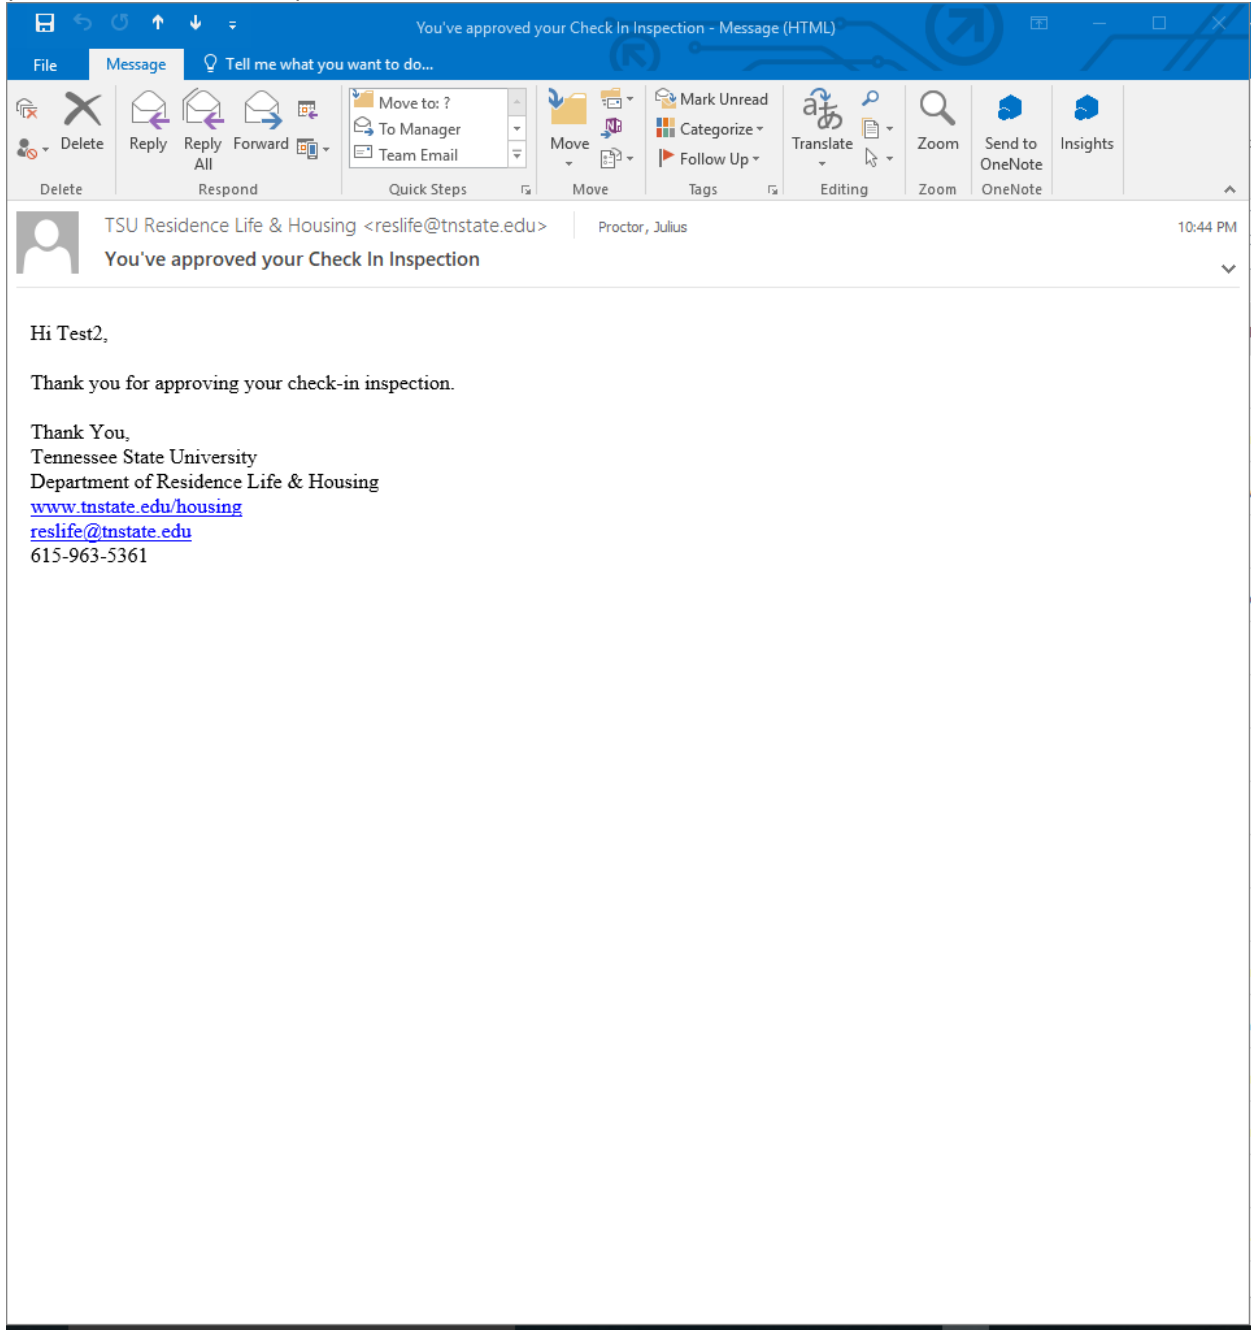 You've approved your Check In Inspection - Message (HTML)
File Message Tell me what you want to do...
Delete
Reply
Reply All
Forward
Move to: ?
To Manager
Team Email
Move
Mark Unread
Categorize
Follow Up
Translate
Zoom
Send to OneNote
Insights
Delete Respond Quick Steps Move Tags Editing Zoom OneNote
TSU Residence Life & Housing <reslife@tnstate.edu> Proctor, Julius 10:44 PM
You've approved your Check In Inspection
Hi Test2,
Thank you for approving your check-in inspection.
Thank You,
Tennessee State University
Department of Residence Life & Housing
www.tnstate.edu/housing
reslife@tnstate.edu
615-963-5361